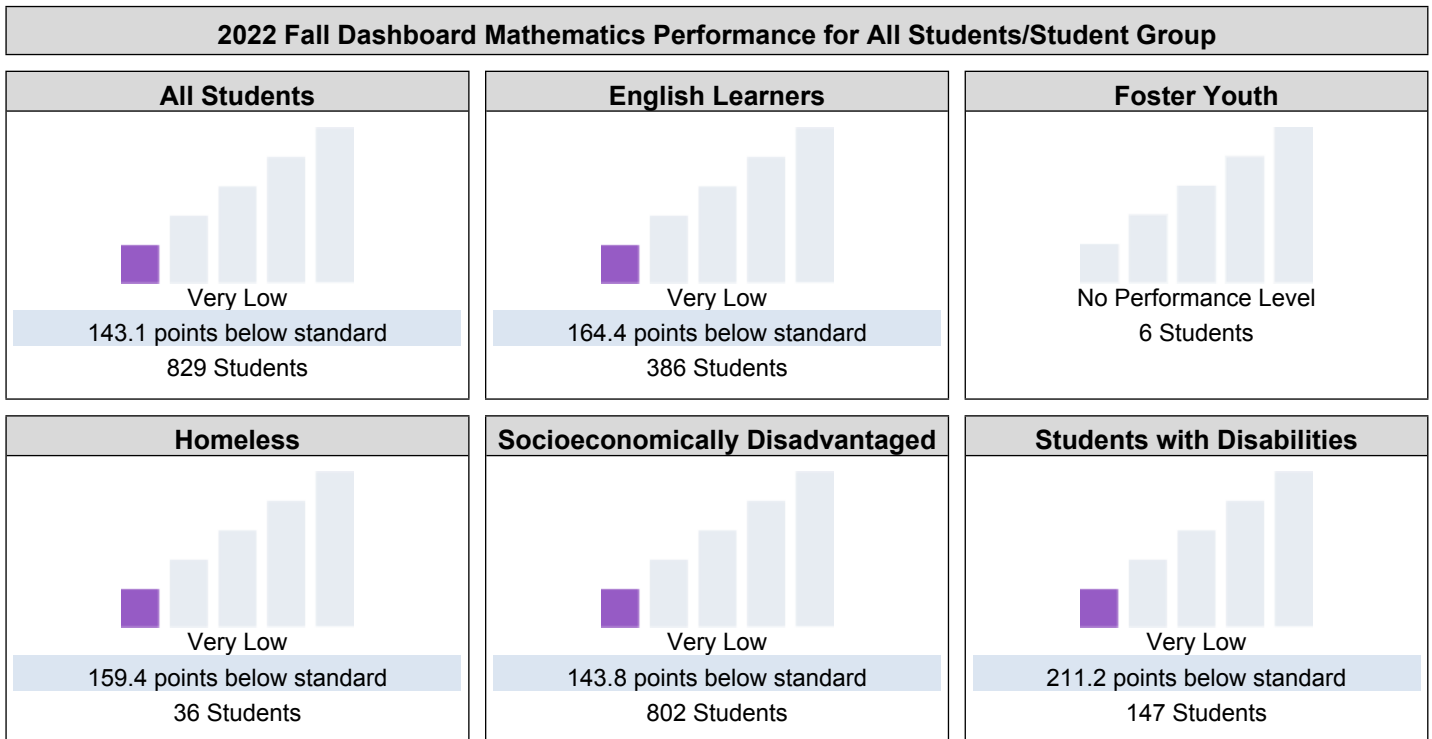 2022 Fall Dashboard Mathematics Performance for All Students/Student Group
All Students
Very Low
143.1 points below standard
829 Students
English Learners
Very Low
164.4 points below standard
386 Students
Foster Youth
No Performance Level
6 Students
Homeless
Very Low
159.4 points below standard
36 Students
Socioeconomically Disadvantaged
Very Low
143.8 points below standard
802 Students
Students with Disabilities
Very Low
211.2 points below standard
147 Students